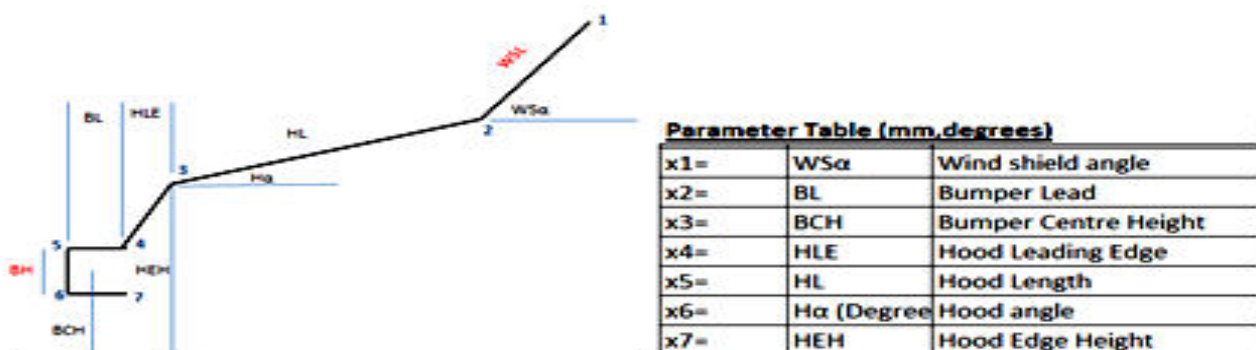 1
WSL
BL
HLE
WSα
HL
2
3
Hα
5
4
BH
HEH
6
7
BCH
Parameter Table (mm,degrees)
x1= WSα Wind shield angle
x2= BL Bumper Lead
x3= BCH Bumper Centre Height
x4= HLE Hood Leading Edge
x5= HL Hood Length
x6= Hα (Degree Hood angle
x7= HEH Hood Edge Height